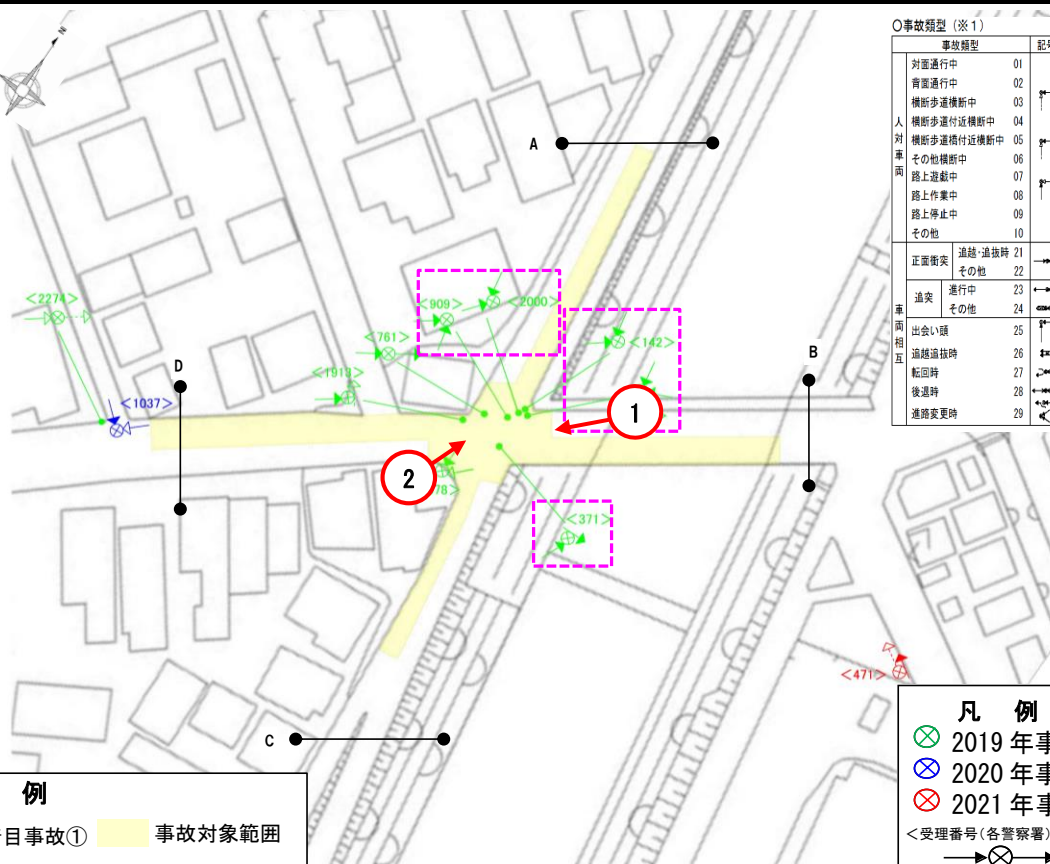 N
○事故類型（※１）
事故類型 記号
人対車両
対面通行中 01
背面通行中 02
横断歩道横断中 03
横断歩道付近横断中 04
横断歩道橋付近横断中 05
その他横断中 06
路上遊戯中 07
路上作業中 08
路上停止中 09
その他 10
車両相互
正面衝突 追越・追抜時 21
その他 22
追突 進行中 23
その他 24
出会い頭 25
追越追抜時 26
転回時 27
後退時 28
進路変更時 29
A
B
C
D
<2274>
<909>
<2000>
<761>
<142>
<1913>
<1037>
78>
<371>
<471>
1
2
例
目事故①
事故対象範囲
凡 例
2019 年事
2020 年事
2021 年事
<受理番号(各警察署)